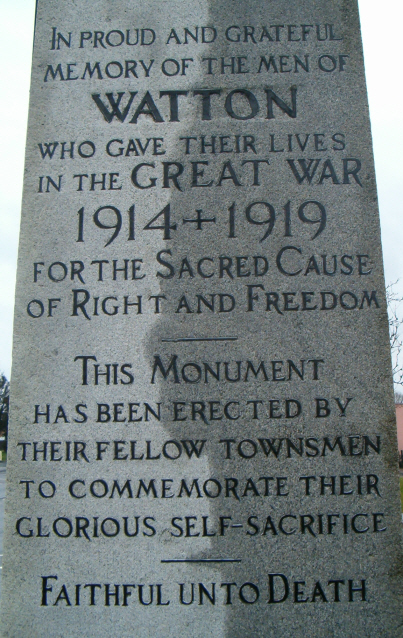 IN PROUD AND GRATEFUL
MEMORY OF THE MEN OF
WATTON
WHO GAVE THEIR LIVES
IN THE GREAT WAR
1914 + 1919
FOR THE SACRED CAUSE
OF RIGHT AND FREEDOM
THIS MONUMENT
HAS BEEN ERECTED BY
THEIR FELLOW TOWNSMEN
TO COMMEMORATE THEIR
GLORIOUS SELF-SACRIFICE
FAITHFUL UNTO DEATH